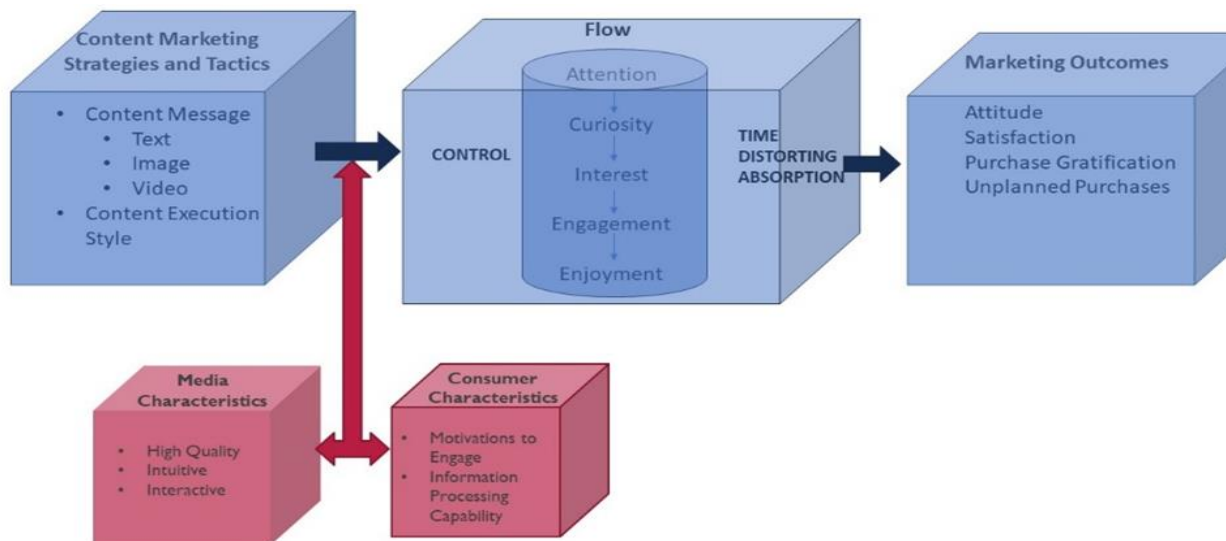 Content Marketing
Strategies and Tactics
• Content Message
• Text
• Image
• Video
• Content Execution
Style
Flow
Attention
Curiosity
Interest
Engagement
Enjoyment
CONTROL
TIME
DISTORTING
ABSORPTION
Marketing Outcomes
Attitude
Satisfaction
Purchase Gratification
Unplanned Purchases
Media
Characteristics
• High Quality
• Intuitive
• Interactive
Consumer
Characteristics
• Motivations to
Engage
• Information
Processing
Capability